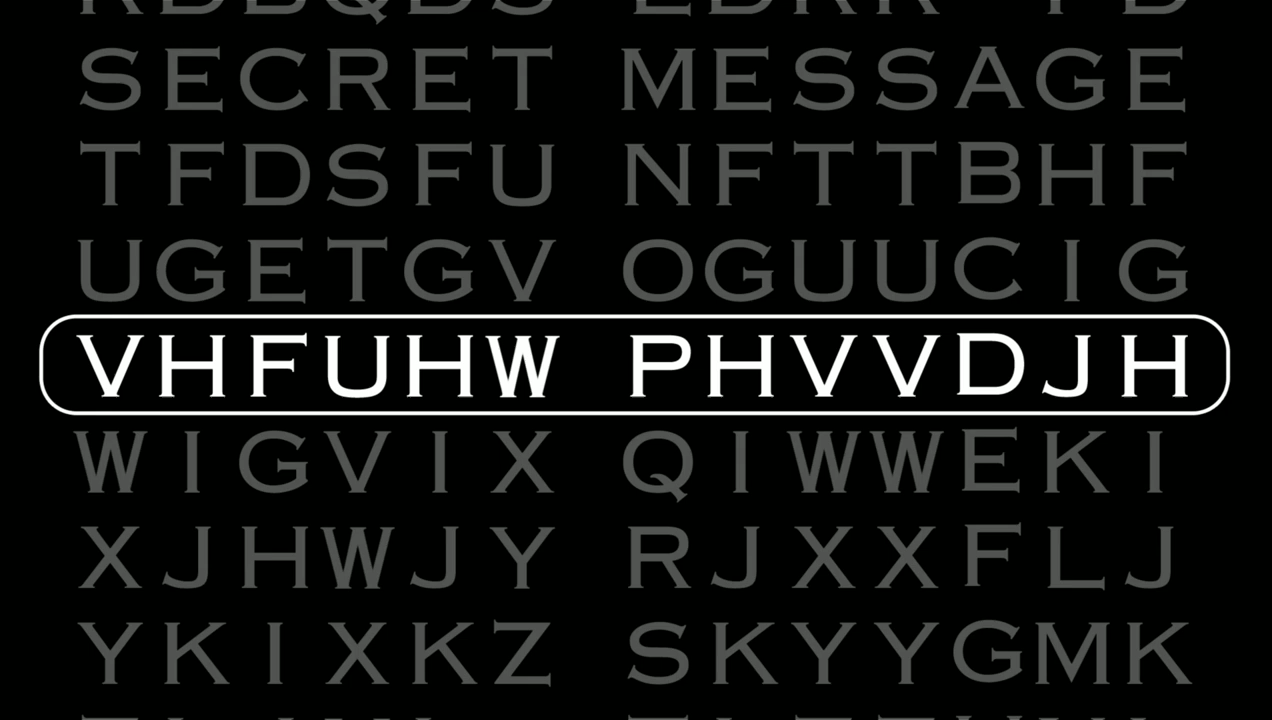 SECRET MESSAGE
TFDSFU NFTTBHF
UGETGV OGUUCIG
VHFUHW PHVVDJH
WIGVIX QIWWEKI
XJHWJY RJXXFLJ
YKIXKZ SKYYGMK